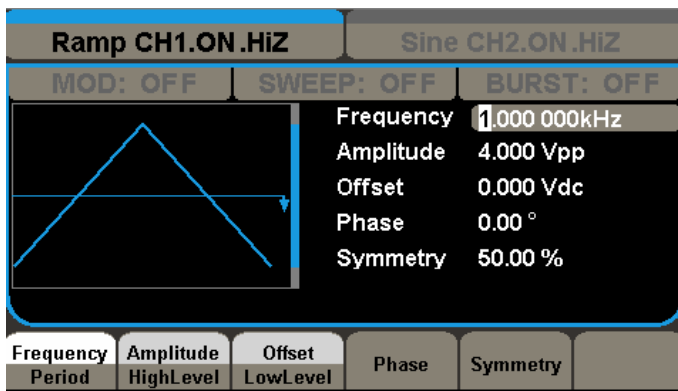 Ramp CH1.ON.HiZ Sine CH2.ON.HiZ
MOD: OFF SWEEP: OFF BURST: OFF
Frequency 1.000 000kHz
Amplitude 4.000 Vpp
Offset 0.000 Vdc
Phase 0.00 °
Symmetry 50.00 %
Frequency Amplitude Offset Phase Symmetry
Period HighLevel LowLevel